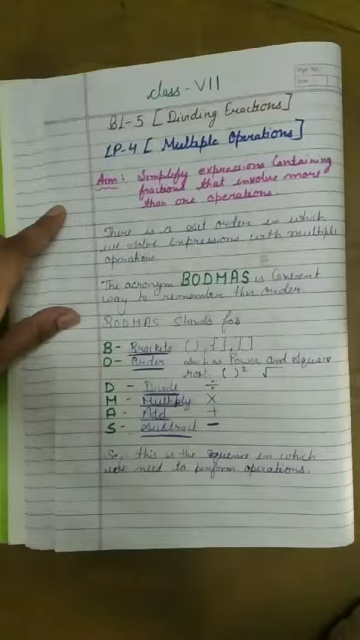 class - VII
BL-5 [ Dividing Fractions ]
LP-4 [ Multiple Operations ]
Aim: Simplify expressions containing
fractions that involve more
than one operations.
There is a set order in which
we solve expressions with multiple
operations
The acronym BODMAS is
way to remember this order
BODMAS stands for
B- Brackets ( ), { }, [ ]
O- Order such as Power and square
root ( )² √
D - Divide ÷
M - Multiply ×
A - Add +
S - Subtract -
So, this is the sequence in which
we need to perform operations.